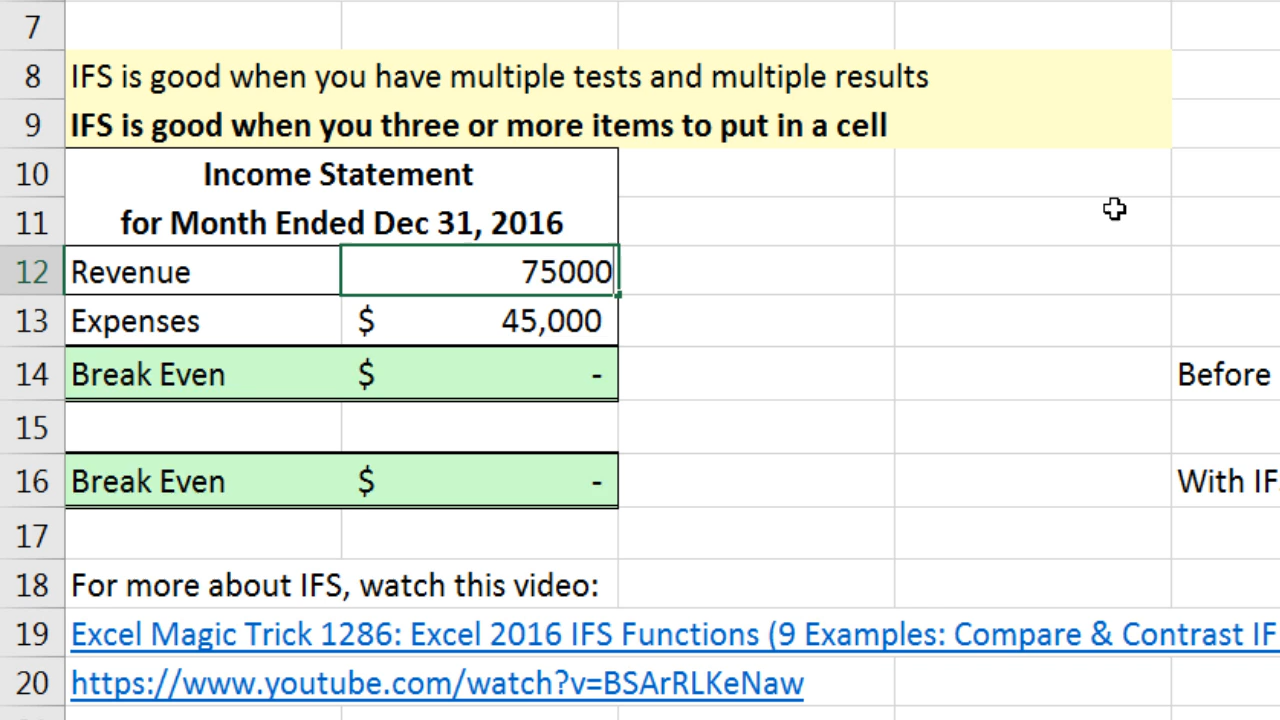 7
8 IFS is good when you have multiple tests and multiple results
9 IFS is good when you three or more items to put in a cell
10 Income Statement
11 for Month Ended Dec 31, 2016
12 Revenue 75000
13 Expenses $ 45,000
14 Break Even $ - Before
15
16 Break Even $ - With IF
17
18 For more about IFS, watch this video:
19 Excel Magic Trick 1286: Excel 2016 IFS Functions (9 Examples: Compare & Contrast IF
20 https://www.youtube.com/watch?v=BSArRLKeNaw